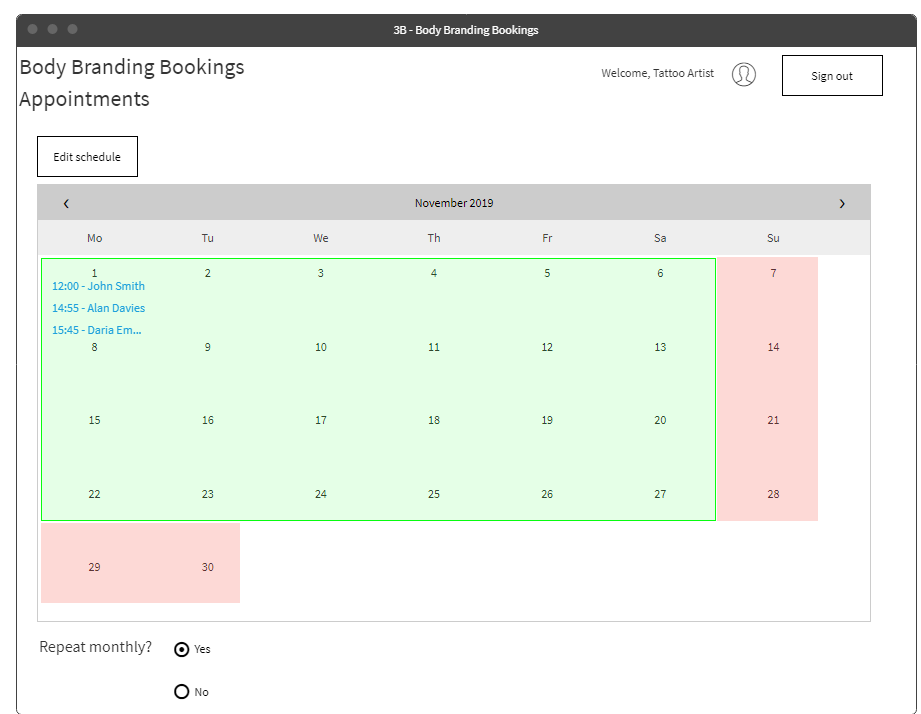 3B - Body Branding Bookings
Body Branding Bookings
Appointments
Welcome, Tattoo Artist
Sign out
Edit schedule
‹ November 2019 ›
Mo Tu We Th Fr Sa Su
1 2 3 4 5 6 7
12:00 - John Smith
14:55 - Alan Davies
15:45 - Daria Em...
8 9 10 11 12 13 14
15 16 17 18 19 20 21
22 23 24 25 26 27 28
29 30
Repeat monthly? Yes
No